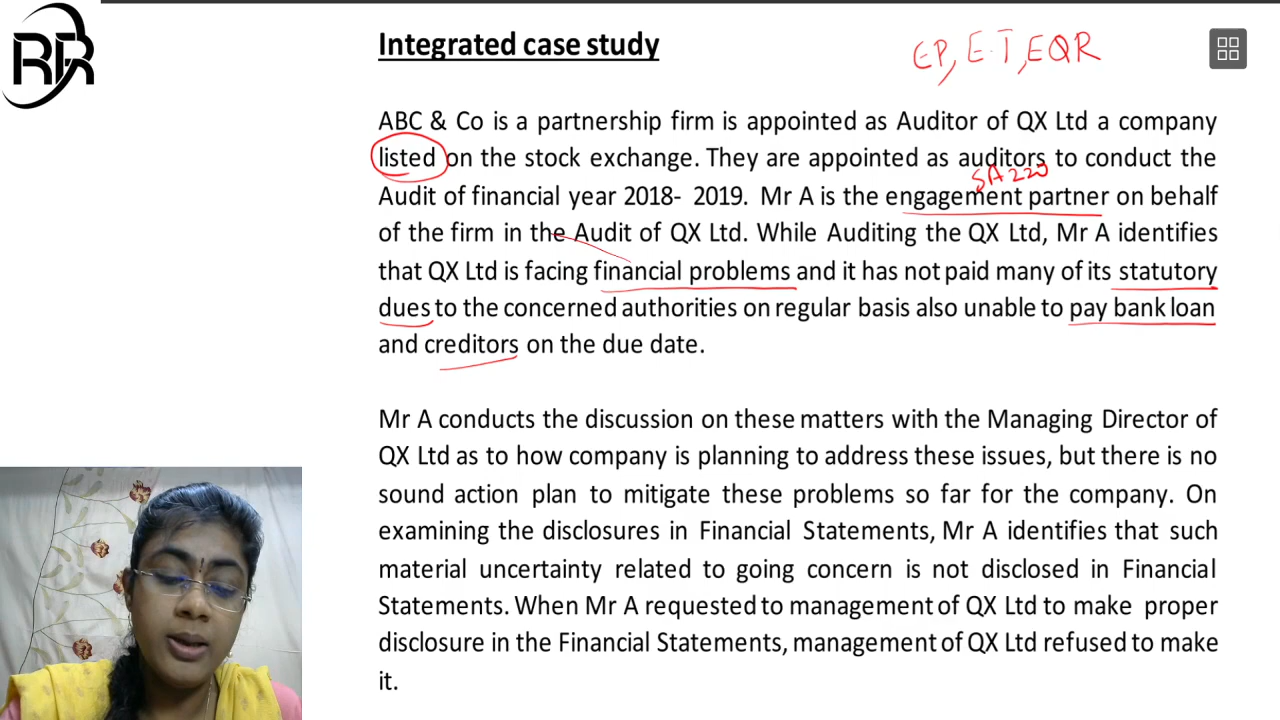 RR
Integrated case study
EP, E.T, EQR
ABC & Co is a partnership firm is appointed as Auditor of QX Ltd a company
listed on the stock exchange. They are appointed as auditors to conduct the
SA 220
Audit of financial year 2018- 2019. Mr A is the engagement partner on behalf
of the firm in the Audit of QX Ltd. While Auditing the QX Ltd, Mr A identifies
that QX Ltd is facing financial problems and it has not paid many of its statutory
dues to the concerned authorities on regular basis also unable to pay bank loan
and creditors on the due date.
Mr A conducts the discussion on these matters with the Managing Director of
QX Ltd as to how company is planning to address these issues, but there is no
sound action plan to mitigate these problems so far for the company. On
examining the disclosures in Financial Statements, Mr A identifies that such
material uncertainty related to going concern is not disclosed in Financial
Statements. When Mr A requested to management of QX Ltd to make proper
disclosure in the Financial Statements, management of QX Ltd refused to make
it.